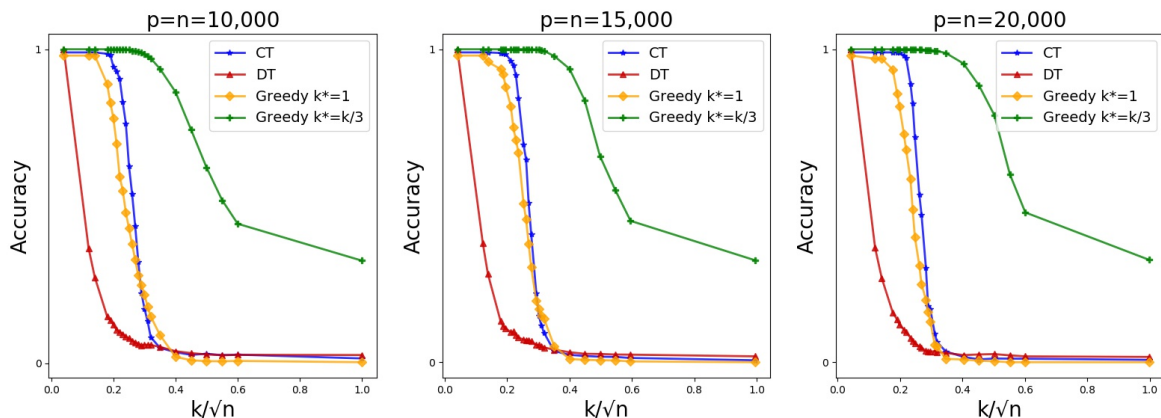 p=n=10,000
1
CT
DT
Greedy k*=1
Greedy k*=k/3
Accuracy
0
0.0 0.2 0.4 0.6 0.8 1.0
k/√n
p=n=15,000
1
CT
DT
Greedy k*=1
Greedy k*=k/3
Accuracy
0
0.0 0.2 0.4 0.6 0.8 1.0
k/√n
p=n=20,000
1
CT
DT
Greedy k*=1
Greedy k*=k/3
Accuracy
0
0.0 0.2 0.4 0.6 0.8 1.0
k/√n